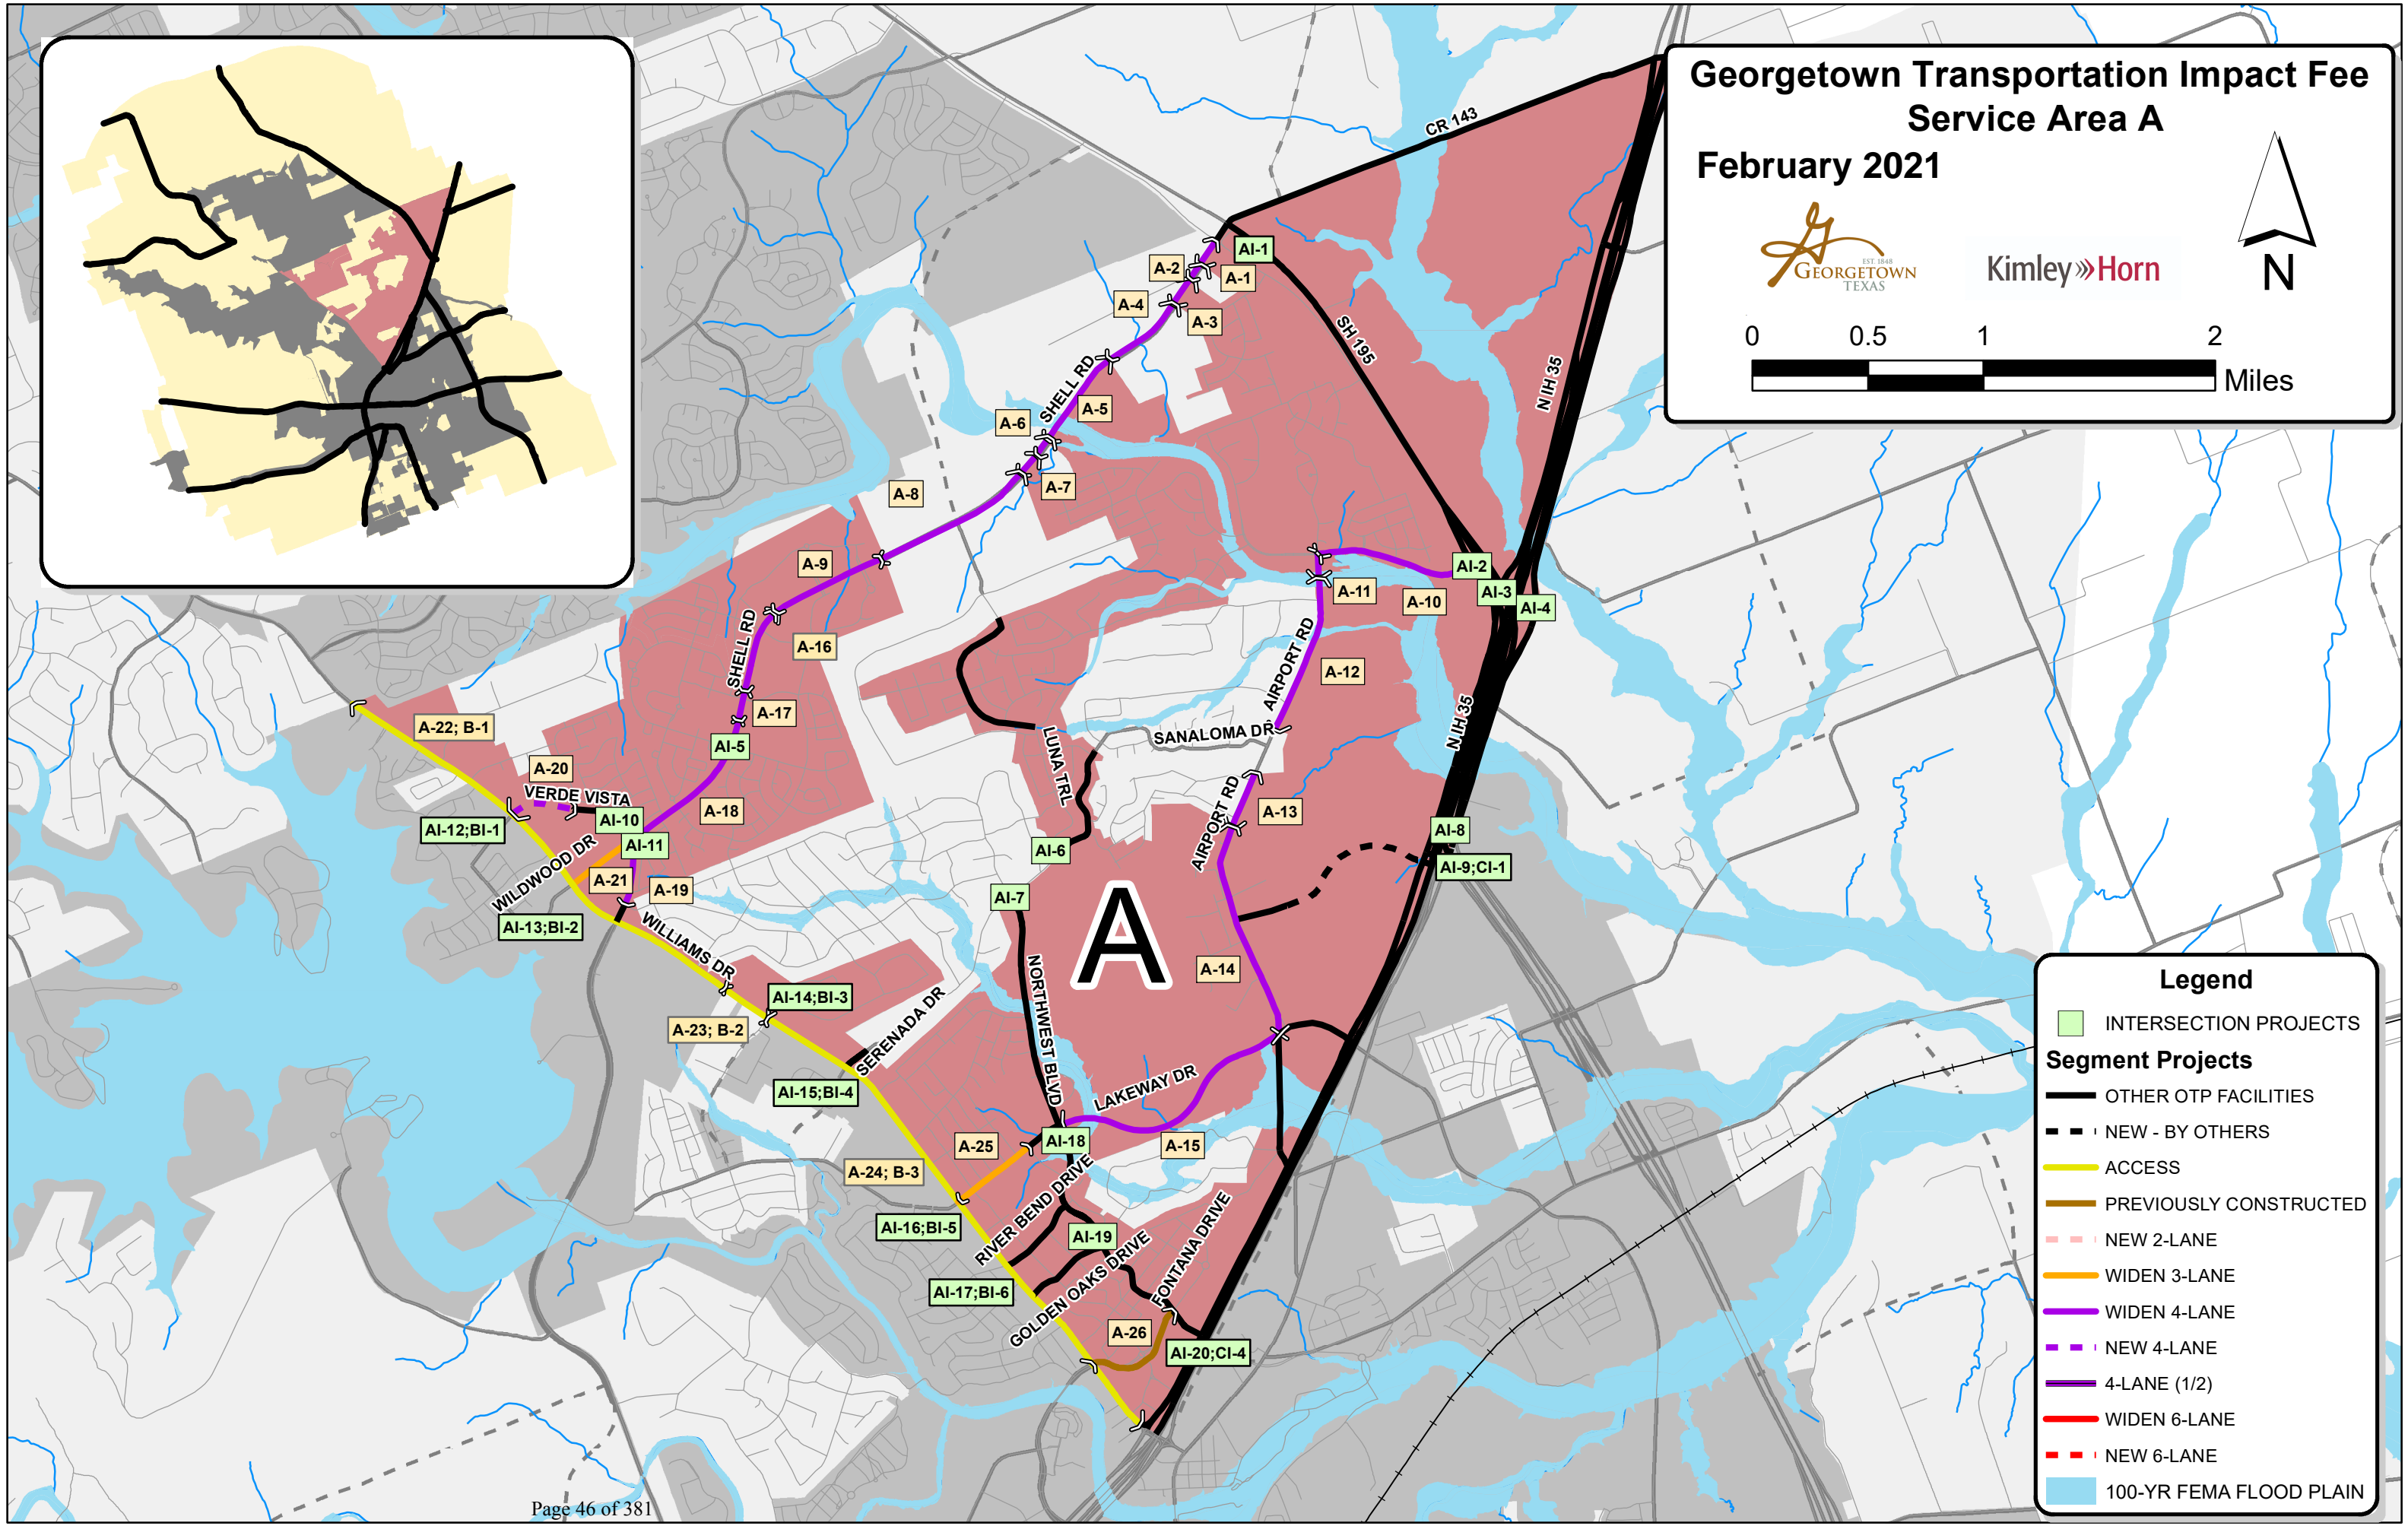 Georgetown Transportation Impact Fee
Service Area A
February 2021
EST. 1848
GEORGETOWN
TEXAS
Kimley»Horn
N
0 0.5 1 2
Miles
CR 143
AI-1
A-2
A-1
A-4
A-3
SH 195
SHELL RD
N IH 35
A-5
A-6
A-7
A-8
A-9
AI-2
AI-3
AI-4
A-11
A-10
SHELL RD
A-16
AIRPORT RD
A-12
A-17
A-22; B-1
AI-5
SANALOMA DR
N IH 35
LUNA TRL
A-20
VERDE VISTA
A-18
AIRPORT RD
A-13
AI-10
AI-12;BI-1
AI-11
AI-6
AI-8
AI-9;CI-1
WILDWOOD DR
A-21
A-19
AI-7
AI-13;BI-2
WILLIAMS DR
A
A-14
AI-14;BI-3
A-23; B-2
SERENADA DR
NORTHWEST BLVD
AI-15;BI-4
LAKEWAY DR
A-25
AI-18
A-15
A-24; B-3
RIVER BEND DRIVE
AI-16;BI-5
AI-19
FONTANA DRIVE
AI-17;BI-6
GOLDEN OAKS DRIVE
A-26
AI-20;CI-4
Legend
INTERSECTION PROJECTS
Segment Projects
OTHER OTP FACILITIES
NEW - BY OTHERS
ACCESS
PREVIOUSLY CONSTRUCTED
NEW 2-LANE
WIDEN 3-LANE
WIDEN 4-LANE
NEW 4-LANE
4-LANE (1/2)
WIDEN 6-LANE
NEW 6-LANE
100-YR FEMA FLOOD PLAIN
Page 46 of 381